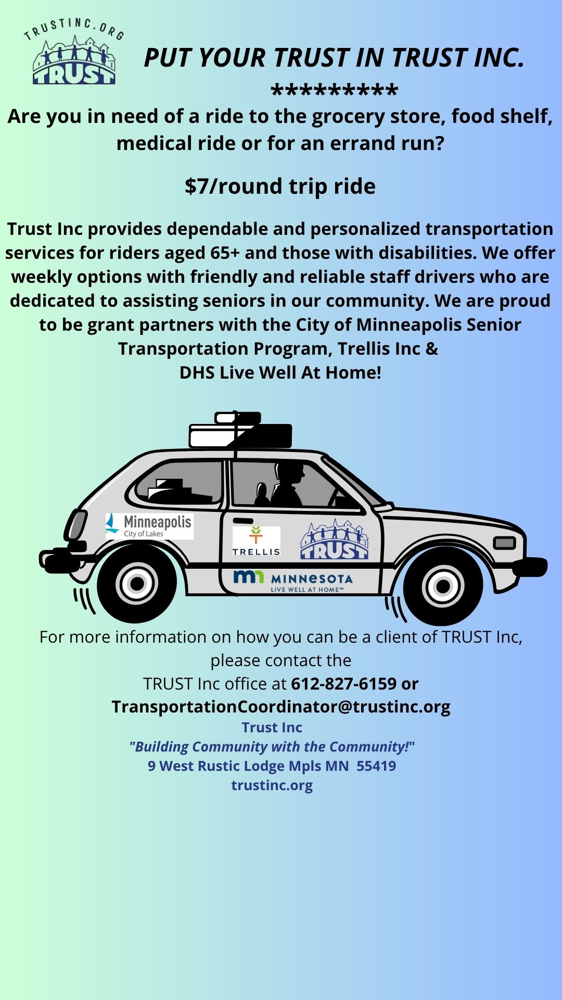 TRUSTINC.ORG
TRUST
PUT YOUR TRUST IN TRUST INC.
*********
Are you in need of a ride to the grocery store, food shelf,
medical ride or for an errand run?
$7/round trip ride
Trust Inc provides dependable and personalized transportation
services for riders aged 65+ and those with disabilities. We offer
weekly options with friendly and reliable staff drivers who are
dedicated to assisting seniors in our community. We are proud
to be grant partners with the City of Minneapolis Senior
Transportation Program, Trellis Inc &
DHS Live Well At Home!
Minneapolis
City of Lakes
TRELLIS
TRUST
mn MINNESOTA
LIVE WELL AT HOME℠
For more information on how you can be a client of TRUST Inc,
please contact the
TRUST Inc office at 612-827-6159 or
TransportationCoordinator@trustinc.org
Trust Inc
"Building Community with the Community!"
9 West Rustic Lodge Mpls MN  55419
trustinc.org